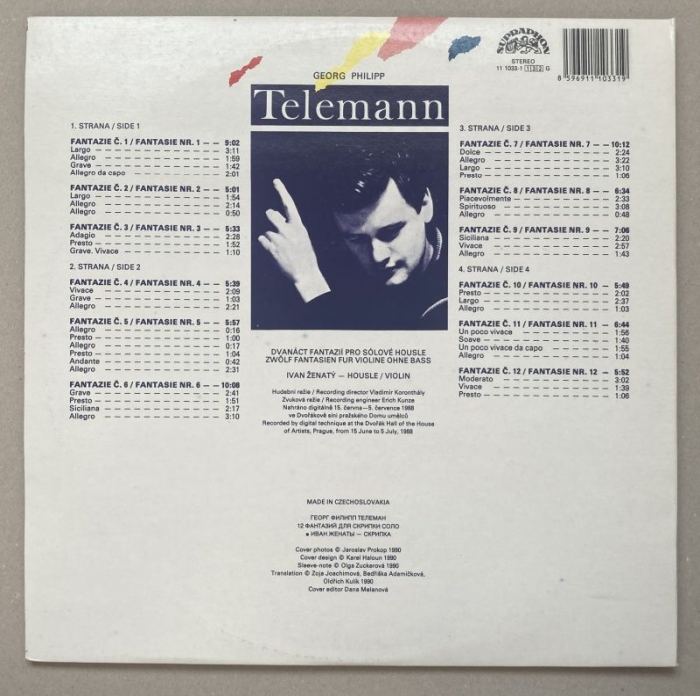 GEORG PHILIPP
Telemann
SUPRAPHON
STEREO
11 1033-1 1132 G
8 596911 103319
1. STRANA / SIDE 1
FANTAZIE Č. 1 / FANTASIE NR. 1 — — 5:02
Largo — 3:11
Allegro — 1:59
Grave — 1:42
Allegro da capo — 2:01
FANTAZIE Č. 2 / FANTASIE NR. 2 — — 5:01
Largo — 1:54
Allegro — 2:14
Allegro — 0:50
FANTAZIE Č. 3 / FANTASIE NR. 3 — — 5:33
Adagio — 2:28
Presto — 1:52
Grave. Vivace — 1:10
2. STRANA / SIDE 2
FANTAZIE Č. 4 / FANTASIE NR. 4 — — 5:39
Vivace — 2:09
Grave — 1:03
Allegro — 2:21
FANTAZIE Č. 5 / FANTASIE NR. 5 — — 5:57
Allegro — 0:16
Presto — 1:00
Allegro — 0:17
Presto — 1:04
Andante — 0:42
Allegro — 2:31
FANTAZIE Č. 6 / FANTASIE NR. 6 — — 10:08
Grave — 2:41
Presto — 1:51
Siciliana — 2:17
Allegro — 3:10
DVANÁCT FANTAZIÍ PRO SÓLOVÉ HOUSLE
ZWÖLF FANTASIEN FUR VIOLINE OHNE BASS
IVAN ŽENATÝ — HOUSLE / VIOLIN
Hudební režie / Recording director Vladimír Koronthály
Zvuková režie / Recording engineer Erich Kunze
Nahráno digitálně 15. června—5. července 1988
ve Dvořákově síni pražského Domu umělců
Recorded by digital technique at the Dvořák Hall of the House
of Artists, Prague, from 15 June to 5 July, 1988
MADE IN CZECHOSLOVAKIA
ГЕОРГ ФИЛИПП ТЕЛЕМАН
12 ФАНТАЗИЙ ДЛЯ СКРИПКИ СОЛО
● ИВАН ЖЕНАТЫ — СКРИПКА
Cover photos © Jaroslav Prokop 1990
Cover design © Karel Haloun 1990
Sleeve-note © Olga Zuckerová 1990
Translation © Zoja Joachimová, Bedřiška Adamičková,
Oldřich Kulík 1990
Cover editor Dana Malanová
3. STRANA / SIDE 3
FANTAZIE Č. 7 / FANTASIE NR. 7 — — 10:12
Dolce — 2:24
Allegro — 3:22
Largo — 3:10
Presto — 1:06
FANTAZIE Č. 8 / FANTASIE NR. 8 — — 6:34
Piacevolmente — 2:33
Spirituoso — 3:08
Allegro — 0:48
FANTAZIE Č. 9 / FANTASIE NR. 9 — — 7:06
Siciliana — 2:20
Vivace — 2:57
Allegro — 1:43
4. STRANA / SIDE 4
FANTAZIE Č. 10 / FANTASIE NR. 10 — 5:49
Presto — 2:02
Largo — 2:37
Allegro — 1:03
FANTAZIE Č. 11 / FANTASIE NR. 11 — 6:44
Un poco vivace — 1:56
Soave — 1:40
Un poco vivace da capo — 1:55
Allegro — 1:04
FANTAZIE Č. 12 / FANTASIE NR. 12 — 5:52
Moderato — 3:02
Vivace — 1:39
Presto — 1:06